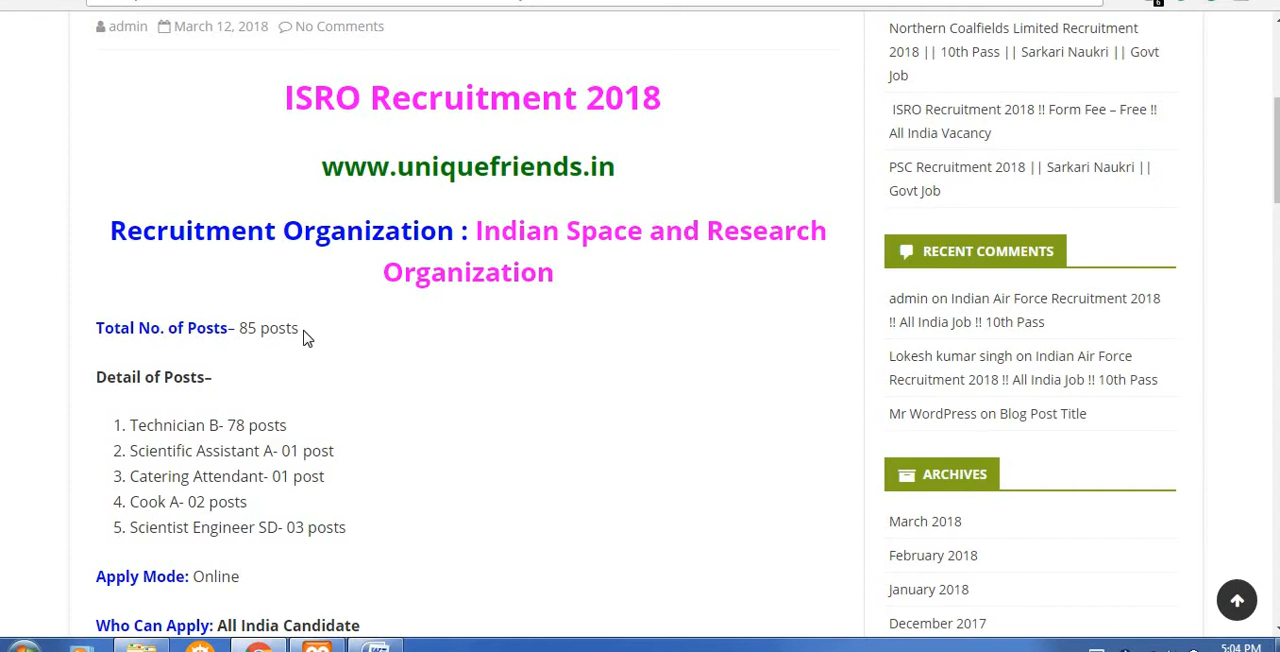 admin March 12, 2018 No Comments
ISRO Recruitment 2018
www.uniquefriends.in
Recruitment Organization : Indian Space and Research
Organization
Total No. of Posts– 85 posts
Detail of Posts–
1. Technician B- 78 posts
2. Scientific Assistant A- 01 post
3. Catering Attendant- 01 post
4. Cook A- 02 posts
5. Scientist Engineer SD- 03 posts
Apply Mode: Online
Who Can Apply: All India Candidate
Northern Coalfields Limited Recruitment
2018 || 10th Pass || Sarkari Naukri || Govt
Job
ISRO Recruitment 2018 !! Form Fee – Free !!
All India Vacancy
PSC Recruitment 2018 || Sarkari Naukri ||
Govt Job
RECENT COMMENTS
admin on Indian Air Force Recruitment 2018
!! All India Job !! 10th Pass
Lokesh kumar singh on Indian Air Force
Recruitment 2018 !! All India Job !! 10th Pass
Mr WordPress on Blog Post Title
ARCHIVES
March 2018
February 2018
January 2018
December 2017
5:04 PM